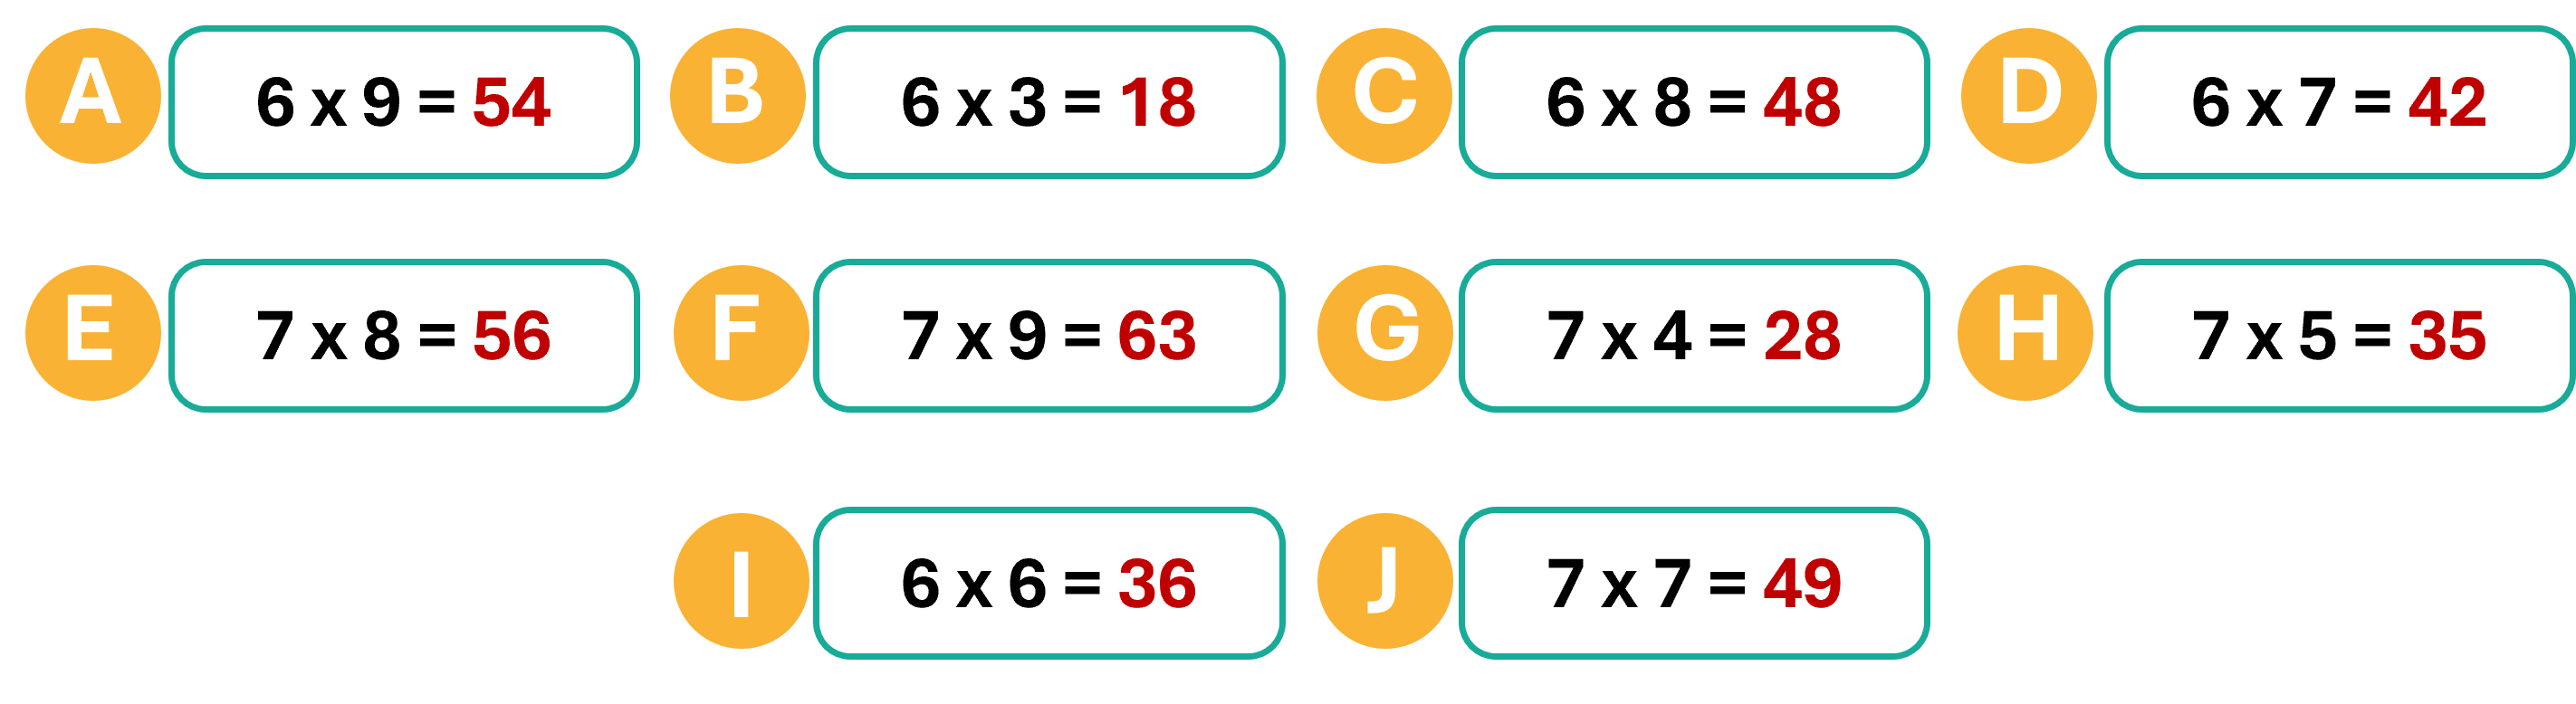 A 6 x 9 = 54 B 6 x 3 = 18 C 6 x 8 = 48 D 6 x 7 = 42
E 7 x 8 = 56 F 7 x 9 = 63 G 7 x 4 = 28 H 7 x 5 = 35
I 6 x 6 = 36 J 7 x 7 = 49